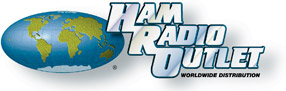 HAM
RADIO
OUTLET
WORLDWIDE DISTRIBUTION
®